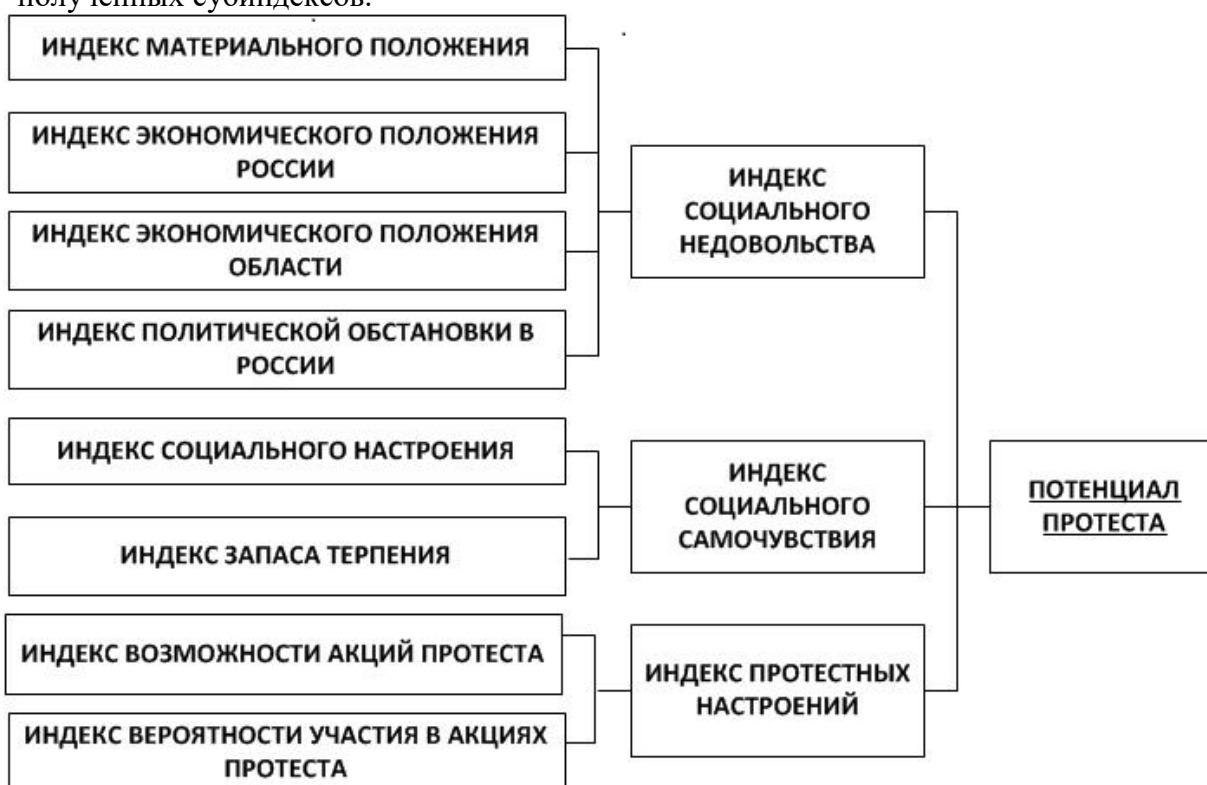 полученных субиндексов.
ИНДЕКС МАТЕРИАЛЬНОГО ПОЛОЖЕНИЯ
ИНДЕКС ЭКОНОМИЧЕСКОГО ПОЛОЖЕНИЯ
РОССИИ
ИНДЕКС ЭКОНОМИЧЕСКОГО ПОЛОЖЕНИЯ
ОБЛАСТИ
ИНДЕКС ПОЛИТИЧЕСКОЙ ОБСТАНОВКИ В
РОССИИ
ИНДЕКС СОЦИАЛЬНОГО НАСТРОЕНИЯ
ИНДЕКС ЗАПАСА ТЕРПЕНИЯ
ИНДЕКС ВОЗМОЖНОСТИ АКЦИЙ ПРОТЕСТА
ИНДЕКС ВЕРОЯТНОСТИ УЧАСТИЯ В АКЦИЯХ
ПРОТЕСТА
ИНДЕКС
СОЦИАЛЬНОГО
НЕДОВОЛЬСТВА
ИНДЕКС
СОЦИАЛЬНОГО
САМОЧУВСТВИЯ
ИНДЕКС ПРОТЕСТНЫХ
НАСТРОЕНИЙ
ПОТЕНЦИАЛ
ПРОТЕСТА